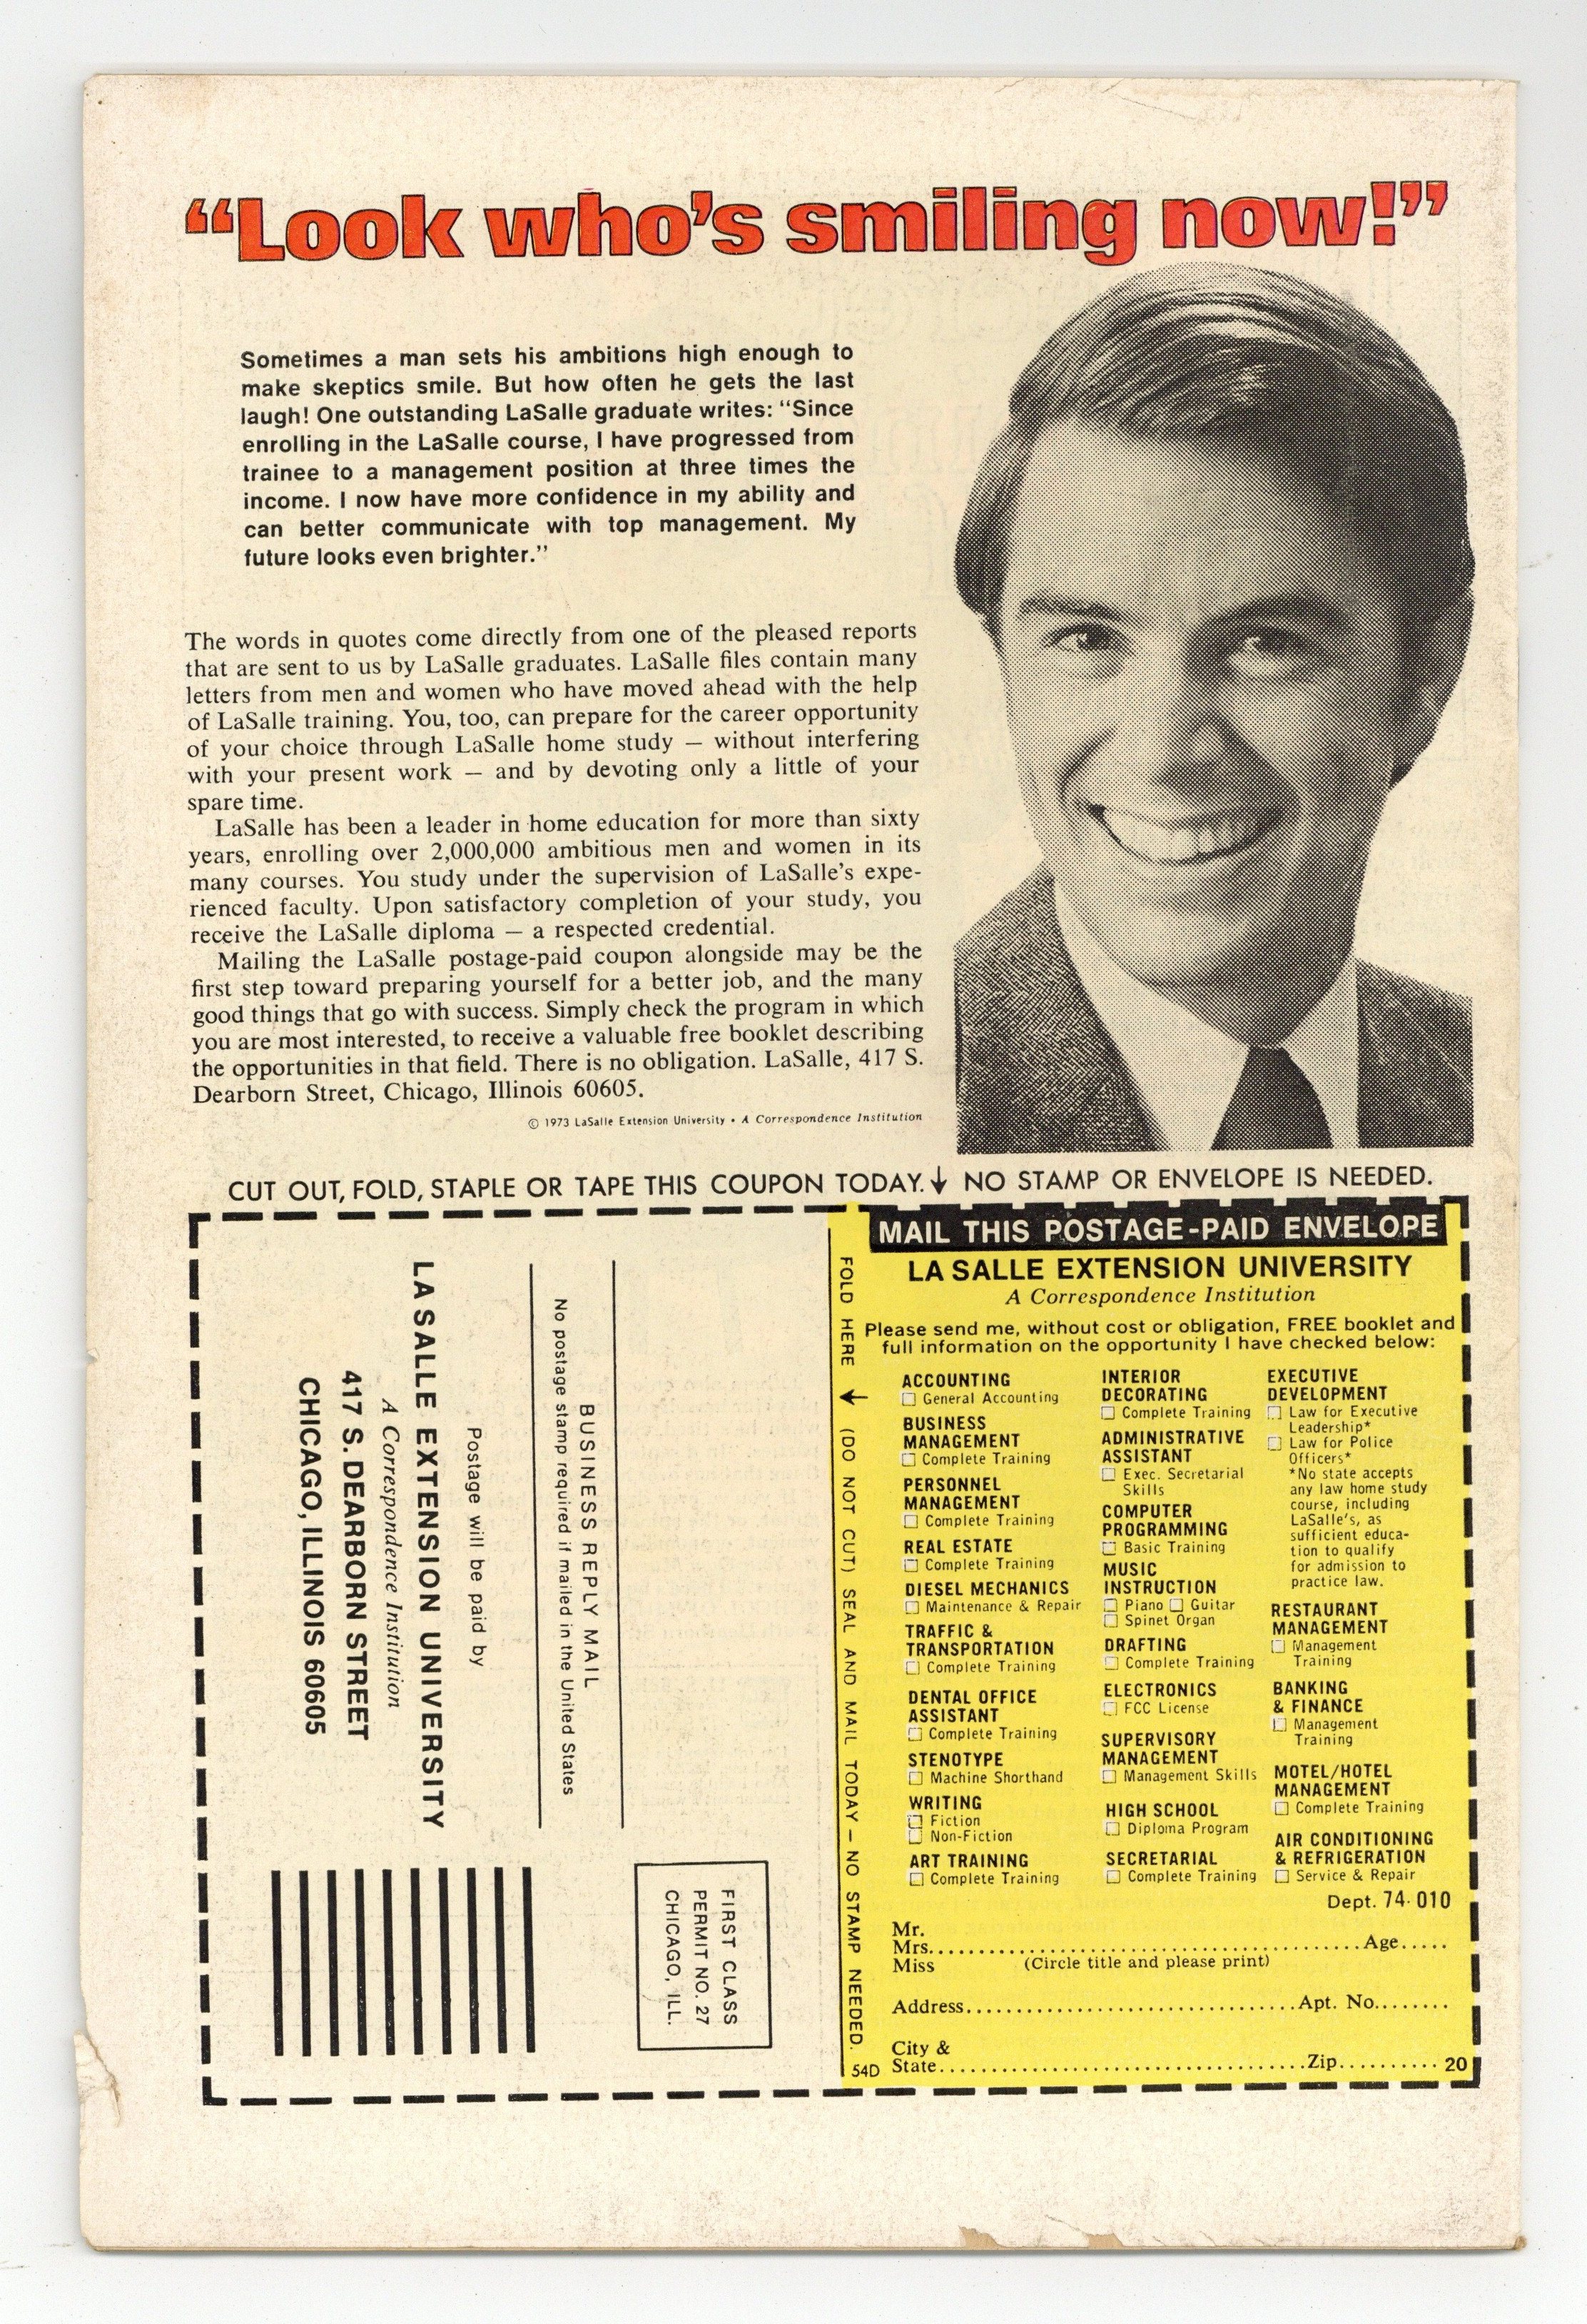 “Look who’s smiling now!”
Sometimes a man sets his ambitions high enough to
make skeptics smile. But how often he gets the last
laugh! One outstanding LaSalle graduate writes: “Since
enrolling in the LaSalle course, I have progressed from
trainee to a management position at three times the
income. I now have more confidence in my ability and
can better communicate with top management. My
future looks even brighter.”
The words in quotes come directly from one of the pleased reports
that are sent to us by LaSalle graduates. LaSalle files contain many
letters from men and women who have moved ahead with the help
of LaSalle training. You, too, can prepare for the career opportunity
of your choice through LaSalle home study — without interfering
with your present work — and by devoting only a little of your
spare time.
LaSalle has been a leader in home education for more than sixty
years, enrolling over 2,000,000 ambitious men and women in its
many courses. You study under the supervision of LaSalle’s expe-
rienced faculty. Upon satisfactory completion of your study, you
receive the LaSalle diploma — a respected credential.
Mailing the LaSalle postage-paid coupon alongside may be the
first step toward preparing yourself for a better job, and the many
good things that go with success. Simply check the program in which
you are most interested, to receive a valuable free booklet describing
the opportunities in that field. There is no obligation. LaSalle, 417 S.
Dearborn Street, Chicago, Illinois 60605.
© 1973 LaSalle Extension University • A Correspondence Institution
CUT OUT, FOLD, STAPLE OR TAPE THIS COUPON TODAY.↓ NO STAMP OR ENVELOPE IS NEEDED.
FIRST CLASS
PERMIT NO. 27
CHICAGO, ILL.
BUSINESS REPLY MAIL
No postage stamp required if mailed in the United States
Postage will be paid by
LA SALLE EXTENSION UNIVERSITY
A Correspondence Institution
417 S. DEARBORN STREET
CHICAGO, ILLINOIS 60605
FOLD HERE ← (DO NOT CUT) SEAL AND MAIL TODAY — NO STAMP NEEDED.
54D
MAIL THIS POSTAGE-PAID ENVELOPE
LA SALLE EXTENSION UNIVERSITY
A Correspondence Institution
Please send me, without cost or obligation, FREE booklet and
full information on the opportunity I have checked below:
ACCOUNTING
☐ General Accounting
BUSINESS
MANAGEMENT
☐ Complete Training
PERSONNEL
MANAGEMENT
☐ Complete Training
REAL ESTATE
☐ Complete Training
DIESEL MECHANICS
☐ Maintenance & Repair
TRAFFIC &
TRANSPORTATION
☐ Complete Training
DENTAL OFFICE
ASSISTANT
☐ Complete Training
STENOTYPE
☐ Machine Shorthand
WRITING
☐ Fiction
☐ Non-Fiction
ART TRAINING
☐ Complete Training
INTERIOR
DECORATING
☐ Complete Training
ADMINISTRATIVE
ASSISTANT
☐ Exec. Secretarial
Skills
COMPUTER
PROGRAMMING
☐ Basic Training
MUSIC
INSTRUCTION
☐ Piano ☐ Guitar
☐ Spinet Organ
DRAFTING
☐ Complete Training
ELECTRONICS
☐ FCC License
SUPERVISORY
MANAGEMENT
☐ Management Skills
HIGH SCHOOL
☐ Diploma Program
SECRETARIAL
☐ Complete Training
EXECUTIVE
DEVELOPMENT
☐ Law for Executive
Leadership*
☐ Law for Police
Officers*
*No state accepts
any law home study
course, including
LaSalle’s, as
sufficient educa-
tion to qualify
for admission to
practice law.
RESTAURANT
MANAGEMENT
☐ Management
Training
BANKING
& FINANCE
☐ Management
Training
MOTEL/HOTEL
MANAGEMENT
☐ Complete Training
AIR CONDITIONING
& REFRIGERATION
☐ Service & Repair
Dept. 74-010
Mr.
Mrs. Age
Miss (Circle title and please print)
Address Apt. No.
City &
State Zip 20